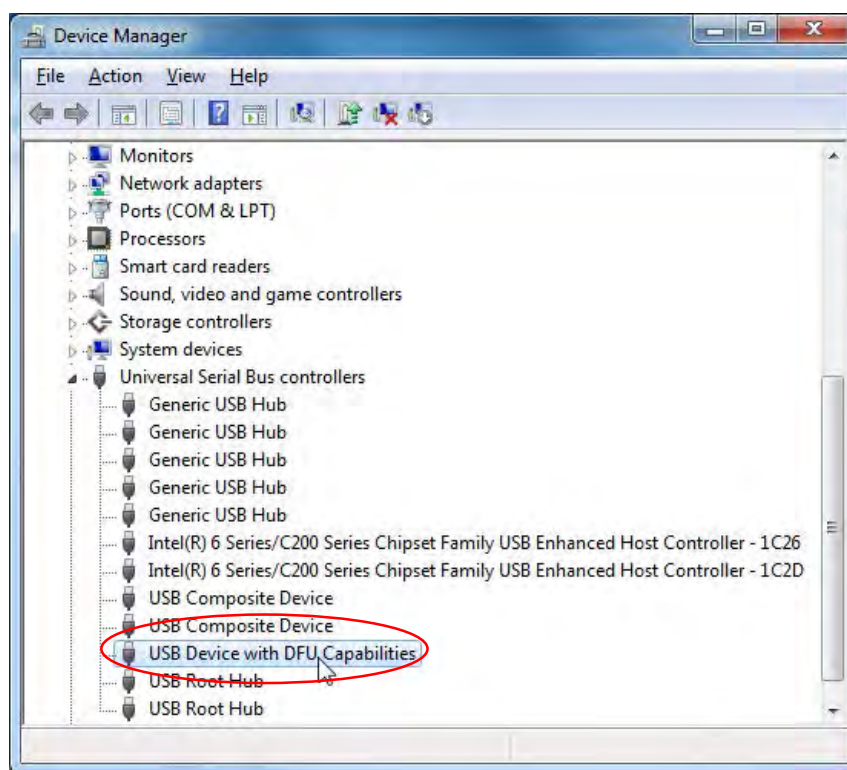 Device Manager
File Action View Help
Monitors
Network adapters
Ports (COM & LPT)
Processors
Smart card readers
Sound, video and game controllers
Storage controllers
System devices
Universal Serial Bus controllers
Generic USB Hub
Generic USB Hub
Generic USB Hub
Generic USB Hub
Generic USB Hub
Intel(R) 6 Series/C200 Series Chipset Family USB Enhanced Host Controller - 1C26
Intel(R) 6 Series/C200 Series Chipset Family USB Enhanced Host Controller - 1C2D
USB Composite Device
USB Composite Device
USB Device with DFU Capabilities
USB Root Hub
USB Root Hub